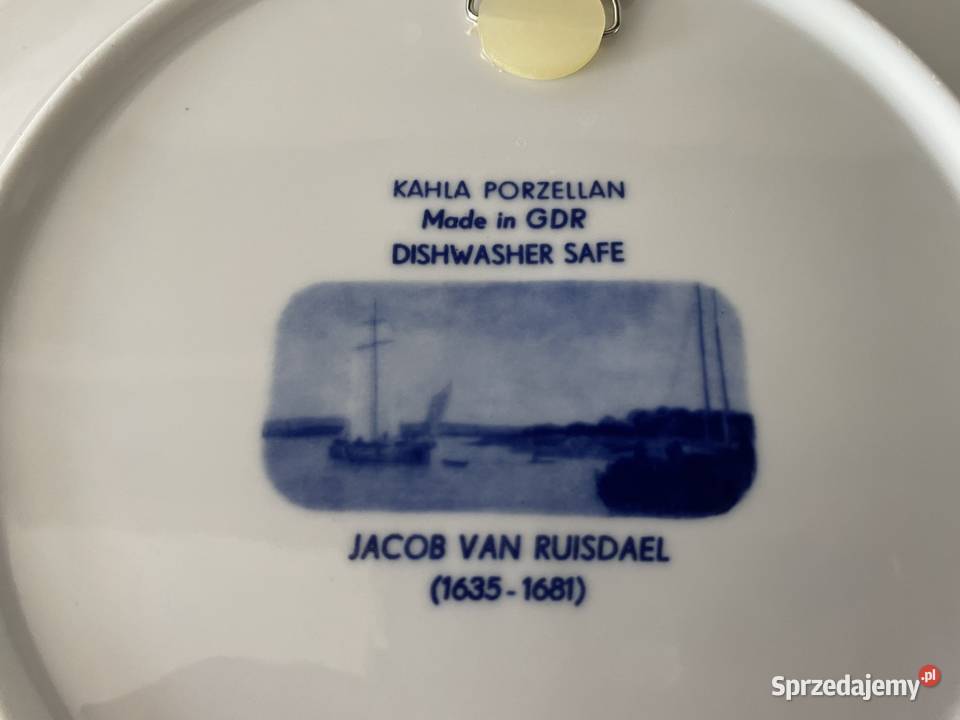 KAHLA PORZELLAN
Made in GDR
DISHWASHER SAFE
JACOB VAN RUISDAEL
(1635-1681)
Sprzedajemy.pl